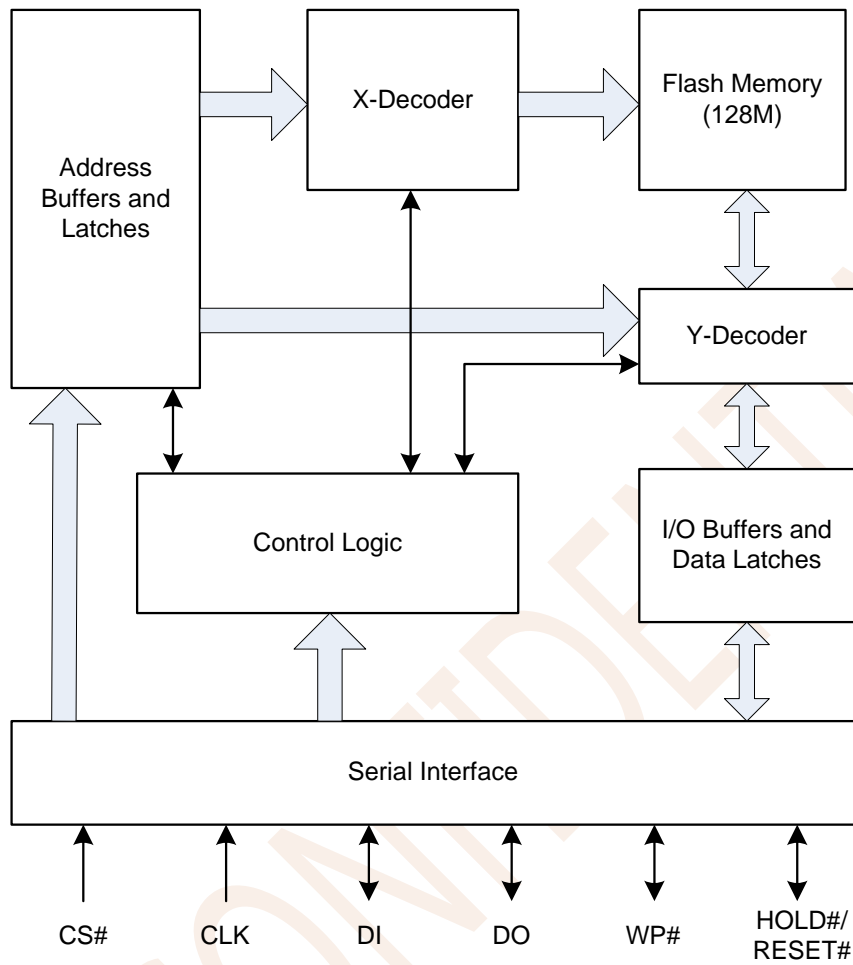 Address
Buffers and
Latches
X-Decoder
Flash Memory
(128M)
Y-Decoder
Control Logic
I/O Buffers and
Data Latches
Serial Interface
CS#
CLK
DI
DO
WP#
HOLD#/
RESET#